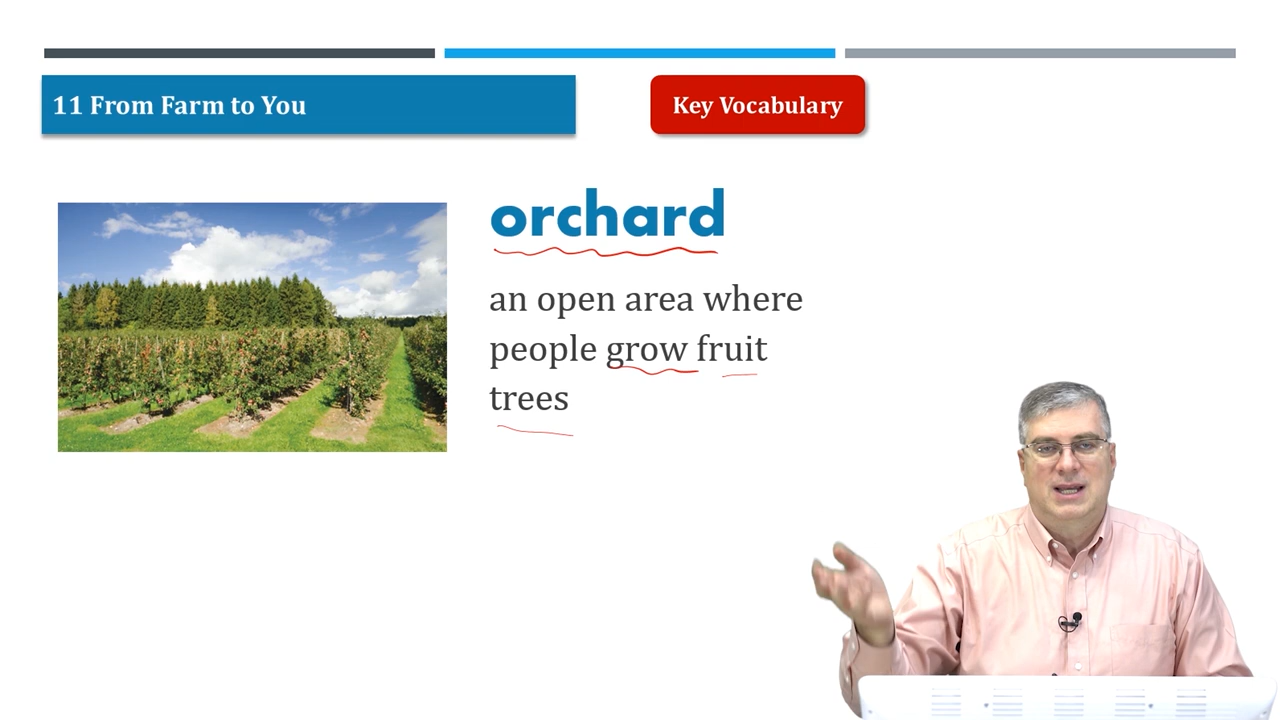 11 From Farm to You
Key Vocabulary
orchard
an open area where
people grow fruit
trees